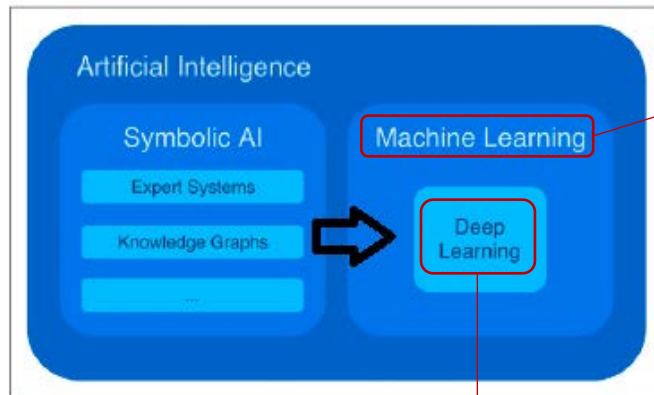 Artificial Intelligence
Symbolic AI
Expert Systems
Knowledge Graphs
...
Machine Learning
Deep
Learning